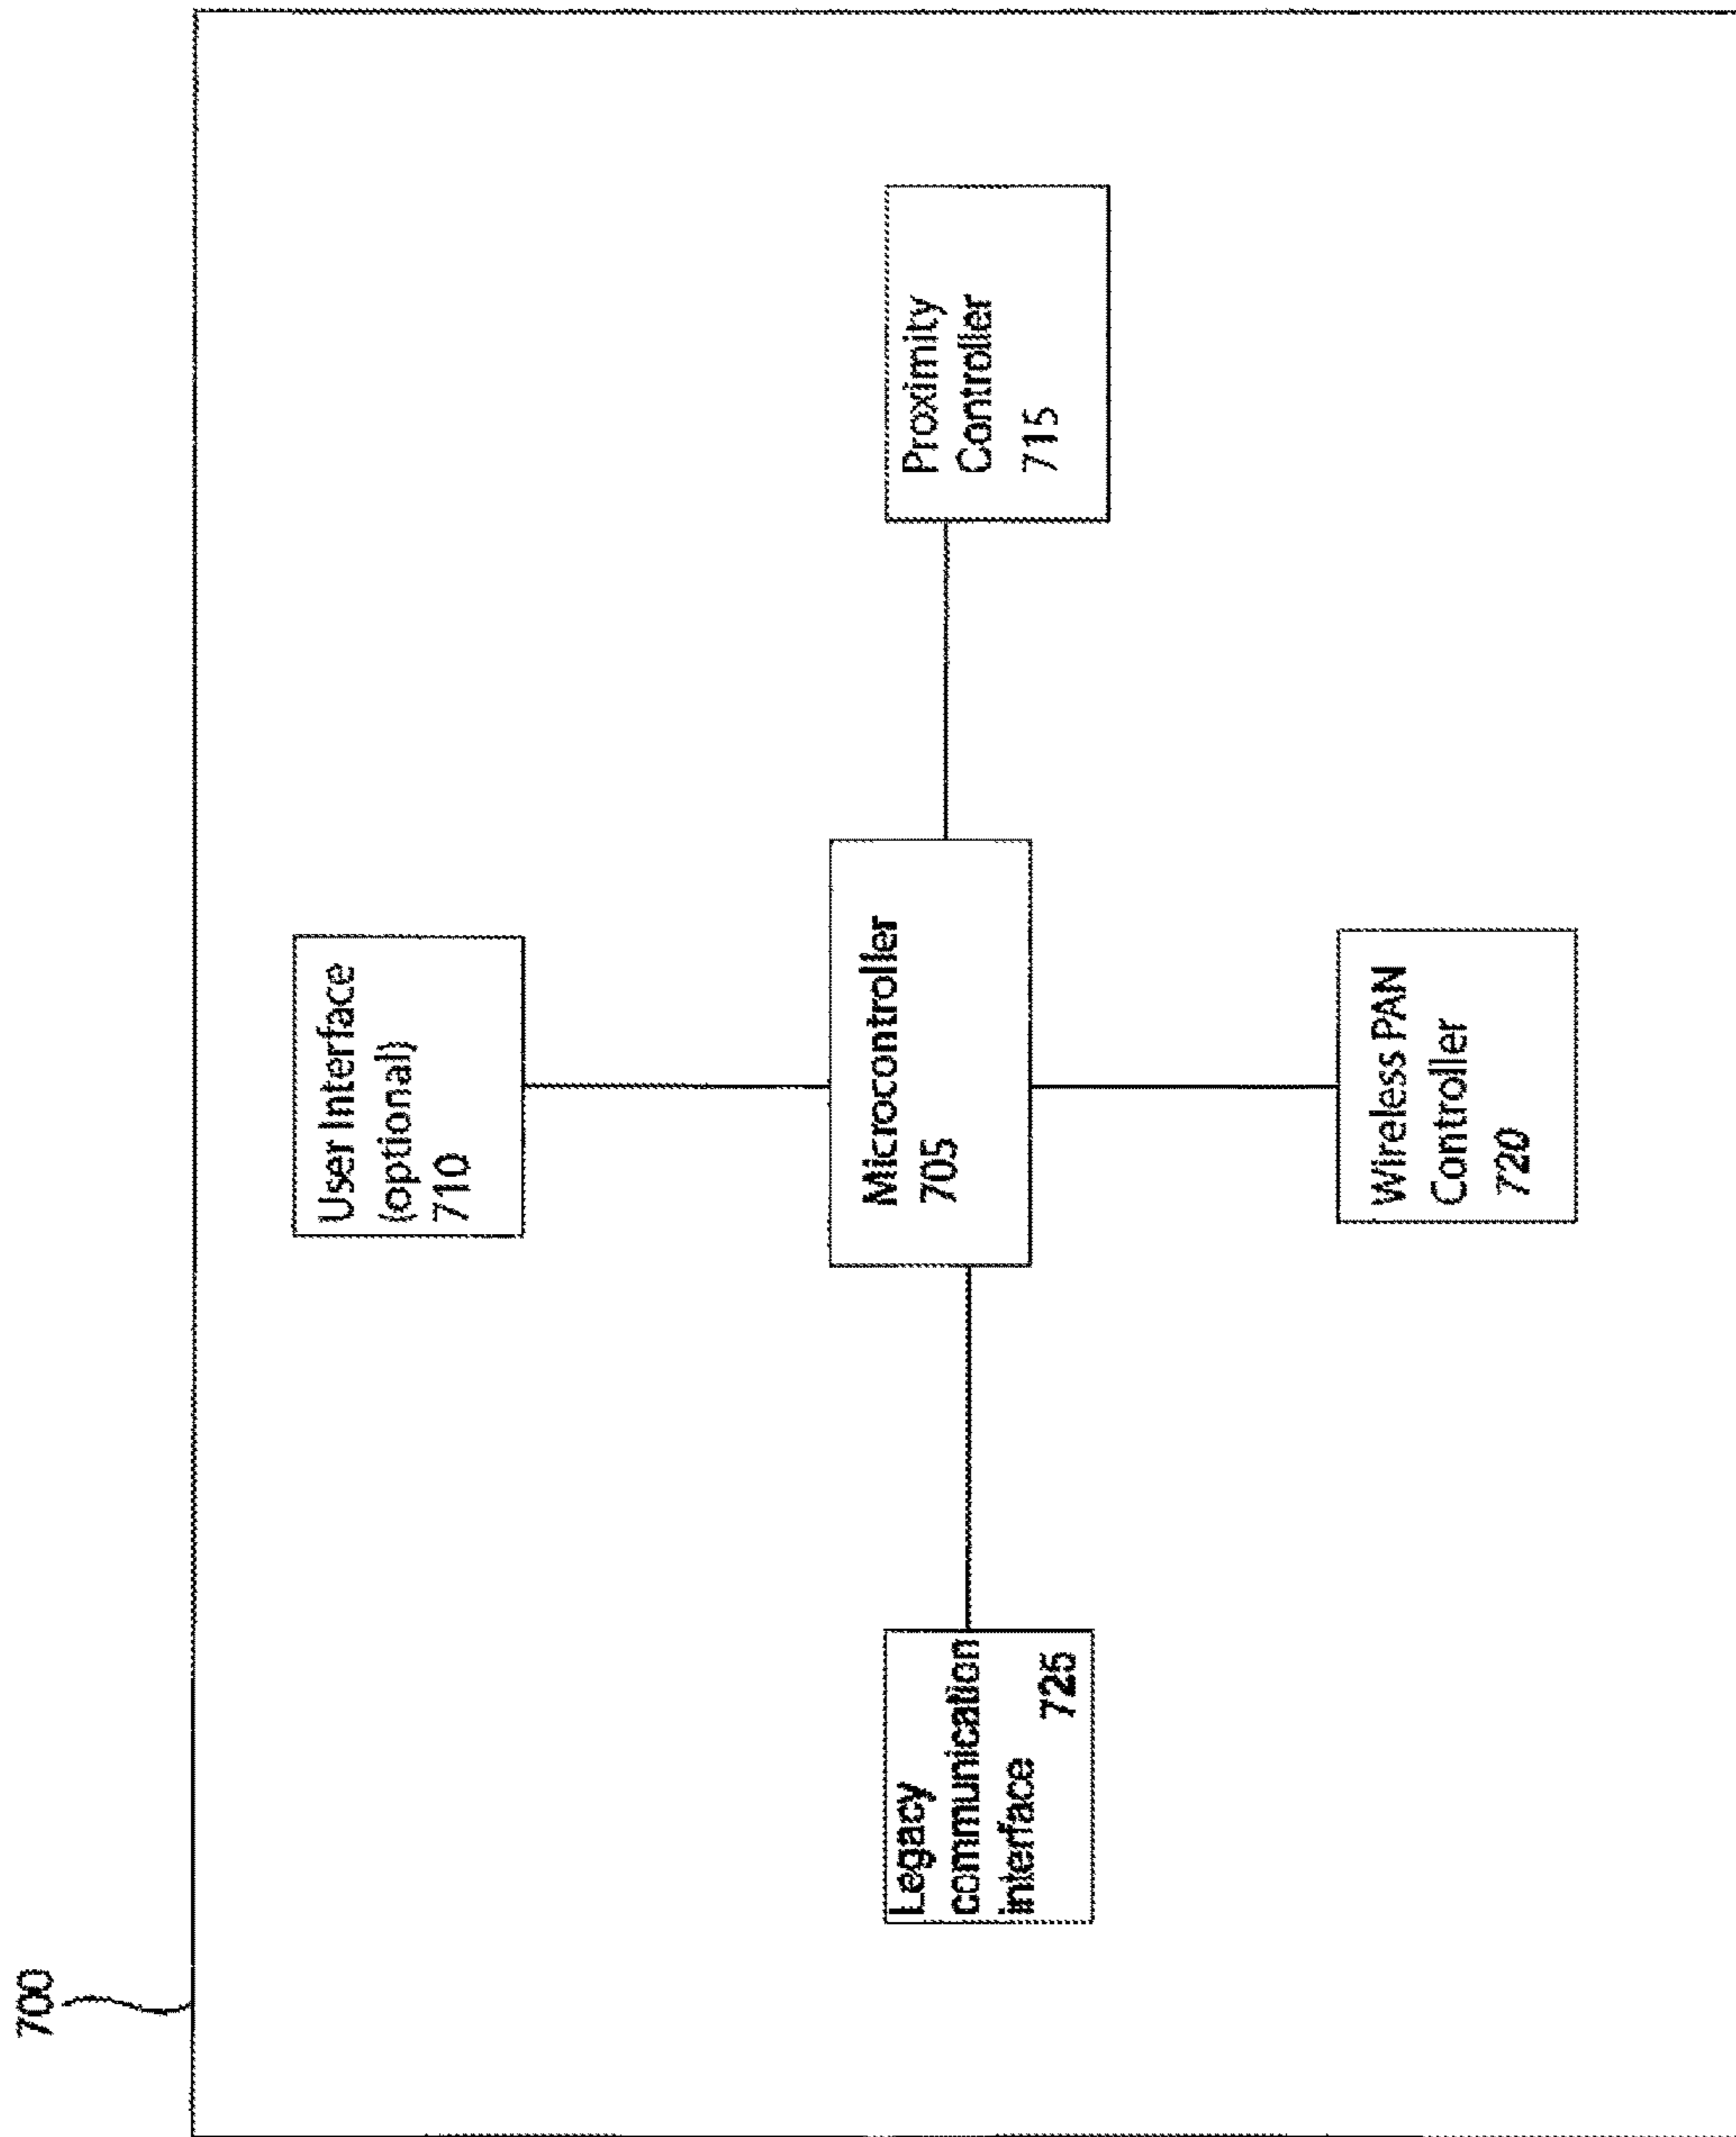 700
User Interface
(optional)
710
Legacy
communication
interface
725
Microcontroller
705
Proximity
Controller
715
Wireless PAN
Controller
720